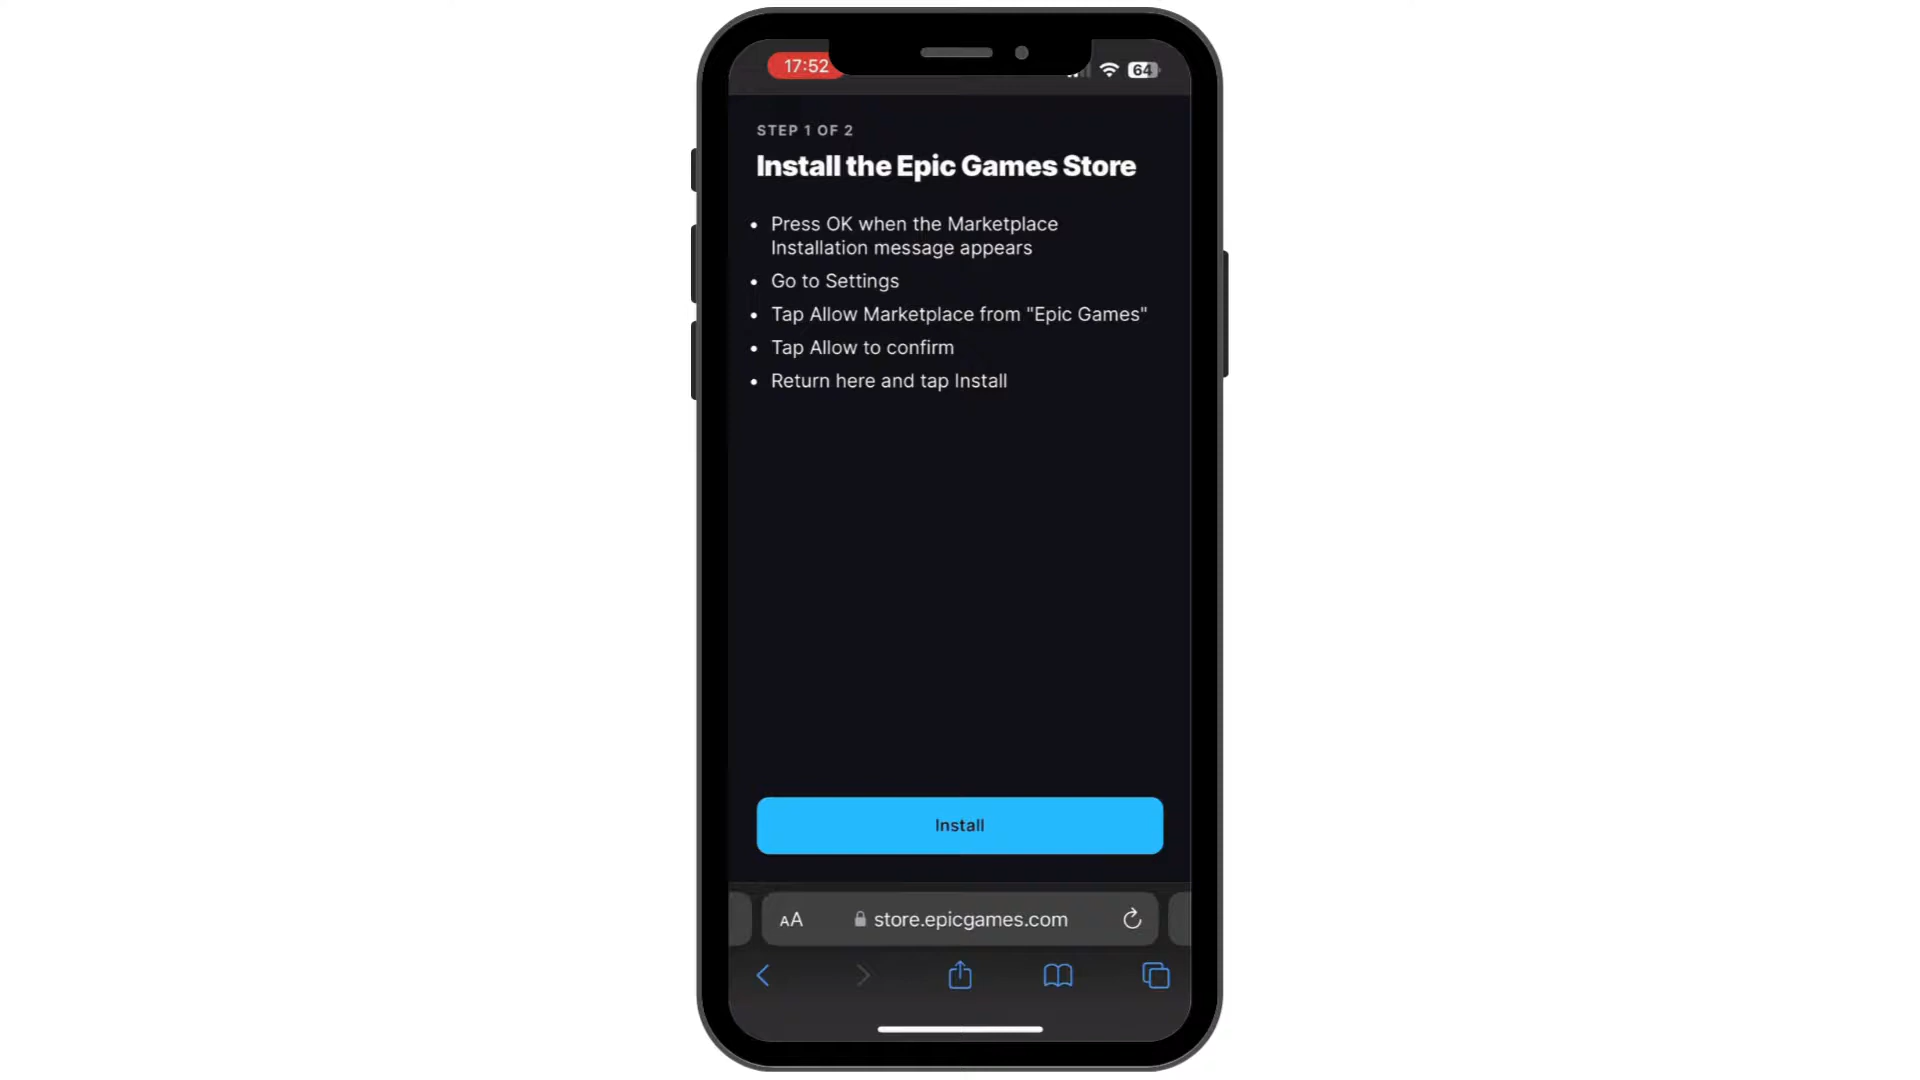 17:52
64
STEP 1 OF 2
Install the Epic Games Store
• Press OK when the Marketplace
Installation message appears
• Go to Settings
• Tap Allow Marketplace from "Epic Games"
• Tap Allow to confirm
• Return here and tap Install
Install
AA
store.epicgames.com